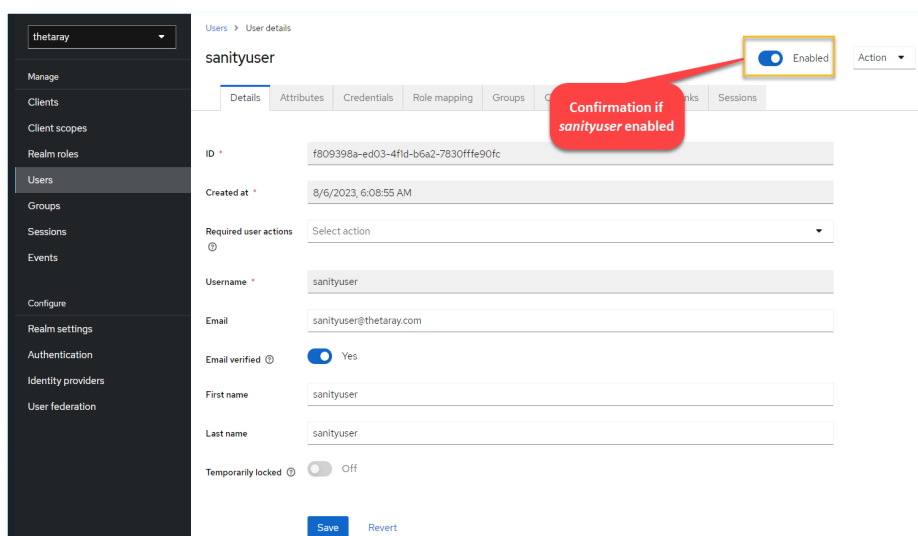 thetaray
Manage
Clients
Client scopes
Realm roles
Users
Groups
Sessions
Events
Configure
Realm settings
Authentication
Identity providers
User federation
Users > User details
sanityuser
Enabled
Action
Details Attributes Credentials Role mapping Groups Sessions
Confirmation if
sanityuser enabled
ID *
f809398a-ed03-4f1d-b6a2-7830fffe90fc
Created at *
8/6/2023, 6:08:55 AM
Required user actions
Select action
Username *
sanityuser
Email
sanityuser@thetaray.com
Email verified
Yes
First name
sanityuser
Last name
sanityuser
Temporarily locked
Off
Save Revert